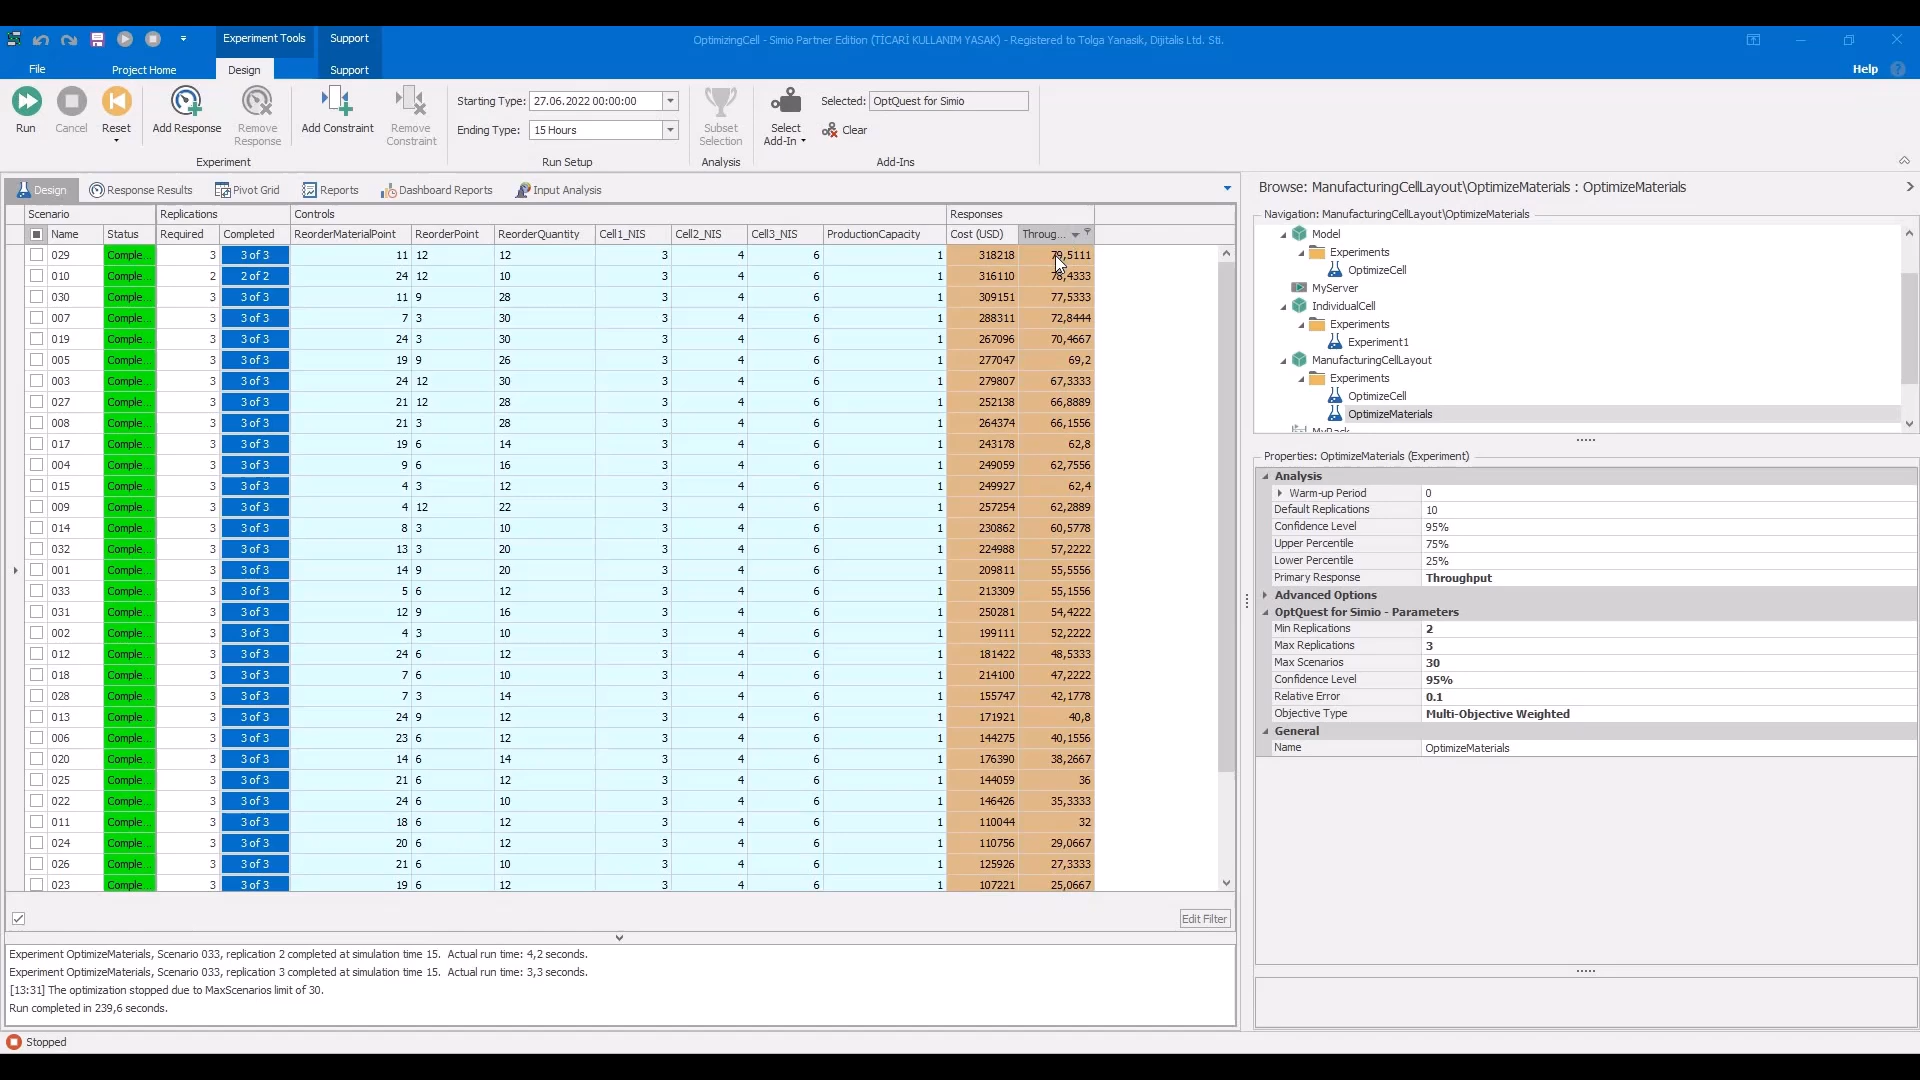 Experiment Tools Support
OptimizingCell - Simio Partner Edition (TİCARİ KULLANIM YASAK) - Registered to Tolga Yanasik, Dijitalis Ltd. Sti.
File Project Home Design Support Help
Run Cancel Reset Add Response Remove Response Add Constraint Remove Constraint
Starting Type: 27.06.2022 00:00:00
Ending Type: 15 Hours
Subset Selection Select Add-In
Selected: OptQuest for Simio
Clear
Experiment Run Setup Analysis Add-Ins
Design Response Results Pivot Grid Reports Dashboard Reports Input Analysis
Scenario Replications Controls Responses
Name Status Required Completed ReorderMaterialPoint ReorderPoint ReorderQuantity Cell1_NIS Cell2_NIS Cell3_NIS ProductionCapacity Cost (USD) Throug...
029 Comple... 3 3 of 3 11 12 12 3 4 6 1 318218 79,5111
010 Comple... 2 2 of 2 24 12 10 3 4 6 1 316110 78,4333
030 Comple... 3 3 of 3 11 9 28 3 4 6 1 309151 77,5333
007 Comple... 3 3 of 3 7 3 30 3 4 6 1 288311 72,8444
019 Comple... 3 3 of 3 24 3 30 3 4 6 1 267096 70,4667
005 Comple... 3 3 of 3 19 9 26 3 4 6 1 277047 69,2
003 Comple... 3 3 of 3 24 12 30 3 4 6 1 279807 67,3333
027 Comple... 3 3 of 3 21 12 28 3 4 6 1 252138 66,8889
008 Comple... 3 3 of 3 21 3 28 3 4 6 1 264374 66,1556
017 Comple... 3 3 of 3 19 6 14 3 4 6 1 243178 62,8
004 Comple... 3 3 of 3 9 6 16 3 4 6 1 249059 62,7556
015 Comple... 3 3 of 3 4 3 12 3 4 6 1 249927 62,4
009 Comple... 3 3 of 3 4 12 22 3 4 6 1 257254 62,2889
014 Comple... 3 3 of 3 8 3 10 3 4 6 1 230862 60,5778
032 Comple... 3 3 of 3 13 3 20 3 4 6 1 224988 57,2222
001 Comple... 3 3 of 3 14 9 20 3 4 6 1 209811 55,5556
033 Comple... 3 3 of 3 5 6 12 3 4 6 1 213309 55,1556
031 Comple... 3 3 of 3 12 9 16 3 4 6 1 250281 54,4222
002 Comple... 3 3 of 3 4 3 10 3 4 6 1 199111 52,2222
012 Comple... 3 3 of 3 24 6 12 3 4 6 1 181422 48,5333
018 Comple... 3 3 of 3 7 6 10 3 4 6 1 214100 47,2222
028 Comple... 3 3 of 3 7 3 14 3 4 6 1 155747 42,1778
013 Comple... 3 3 of 3 24 9 12 3 4 6 1 171921 40,8
006 Comple... 3 3 of 3 23 6 12 3 4 6 1 144275 40,1556
020 Comple... 3 3 of 3 14 6 14 3 4 6 1 176390 38,2667
025 Comple... 3 3 of 3 21 6 12 3 4 6 1 144059 36
022 Comple... 3 3 of 3 24 6 10 3 4 6 1 146426 35,3333
011 Comple... 3 3 of 3 18 6 12 3 4 6 1 110044 32
024 Comple... 3 3 of 3 20 6 12 3 4 6 1 110756 29,0667
026 Comple... 3 3 of 3 21 6 10 3 4 6 1 125926 27,3333
023 Comple... 3 3 of 3 19 6 12 3 4 6 1 107221 25,0667
Edit Filter
Experiment OptimizeMaterials, Scenario 033, replication 2 completed at simulation time 15. Actual run time: 4,2 seconds.
Experiment OptimizeMaterials, Scenario 033, replication 3 completed at simulation time 15. Actual run time: 3,3 seconds.
[13:31] The optimization stopped due to MaxScenarios limit of 30.
Run completed in 239,6 seconds.
Stopped
Browse: ManufacturingCellLayout\OptimizeMaterials : OptimizeMaterials
Navigation: ManufacturingCellLayout\OptimizeMaterials
Model
Experiments
OptimizeCell
MyServer
IndividualCell
Experiments
Experiment1
ManufacturingCellLayout
Experiments
OptimizeCell
OptimizeMaterials
MyRack
Properties: OptimizeMaterials (Experiment)
Analysis
Warm-up Period 0
Default Replications 10
Confidence Level 95%
Upper Percentile 75%
Lower Percentile 25%
Primary Response Throughput
Advanced Options
OptQuest for Simio - Parameters
Min Replications 2
Max Replications 3
Max Scenarios 30
Confidence Level 95%
Relative Error 0.1
Objective Type Multi-Objective Weighted
General
Name OptimizeMaterials